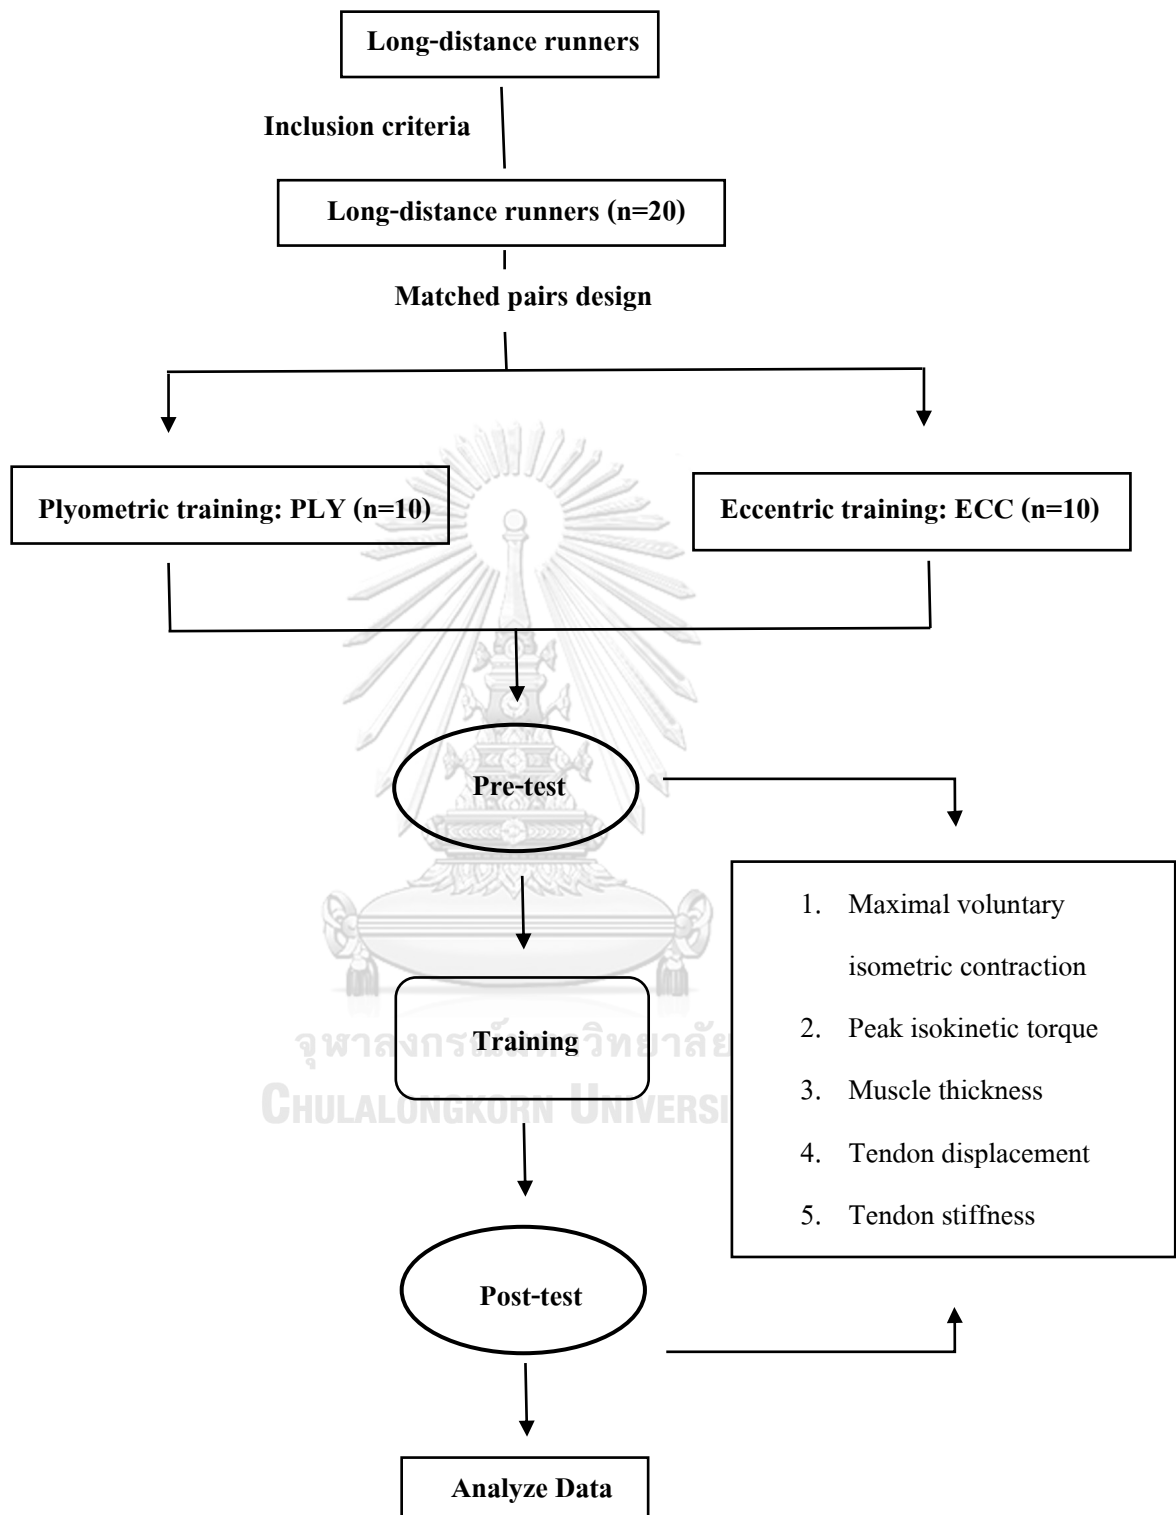 Long-distance runners
Inclusion criteria
Long-distance runners (n=20)
Matched pairs design
Plyometric training: PLY (n=10)
Eccentric training: ECC (n=10)
Pre-test
1. Maximal voluntary
isometric contraction
2. Peak isokinetic torque
3. Muscle thickness
4. Tendon displacement
5. Tendon stiffness
Training
CHULALONGKORN UNIVERSI
Post-test
Analyze Data